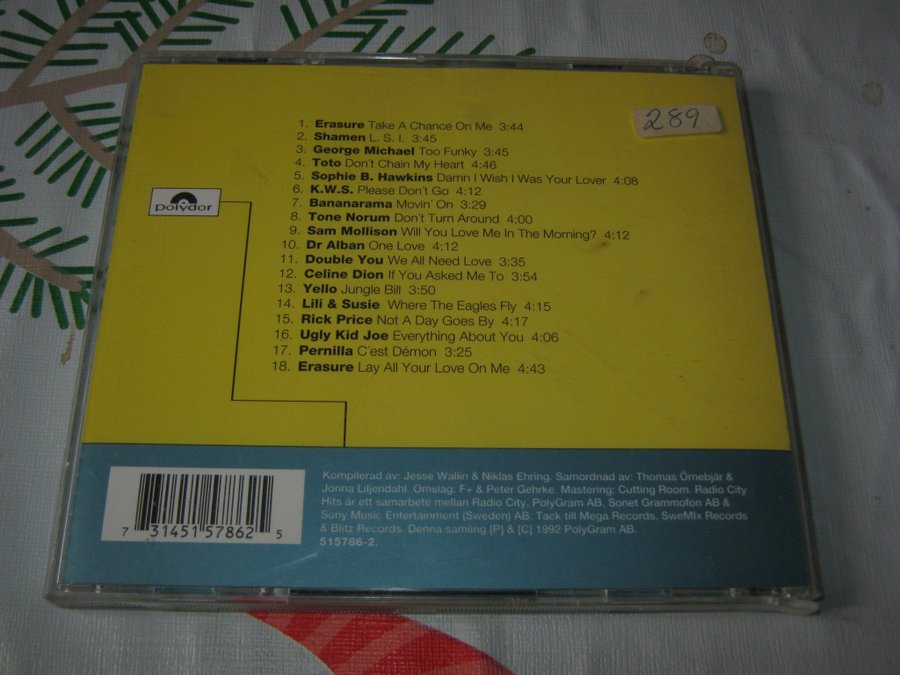 289
1. Erasure Take A Chance On Me 3:44
2. Shamen L. S. I. 3:45
3. George Michael Too Funky 3:45
4. Toto Don't Chain My Heart 4:46
5. Sophie B. Hawkins Damn I Wish I Was Your Lover 4:08
6. K.W.S. Please Don't Go 4:12
7. Bananarama Movin' On 3:29
8. Tone Norum Don't Turn Around 4:00
9. Sam Mollison Will You Love Me In The Morning? 4:12
10. Dr Alban One Love 4:12
11. Double You We All Need Love 3:35
12. Celine Dion If You Asked Me To 3:54
13. Yello Jungle Bill 3:50
14. Lili & Susie Where The Eagles Fly 4:15
15. Rick Price Not A Day Goes By 4:17
16. Ugly Kid Joe Everything About You 4:06
17. Pernilla C'est Démon 3:25
18. Erasure Lay All Your Love On Me 4:43
polydor
Kompilerad av: Jesse Wallin & Niklas Ehring. Samordnad av: Thomas Örnebjär &
Jonna Liljendahl. Omslag: F+ & Peter Gehrke. Mastering: Cutting Room. Radio City
Hits är ett samarbete mellan Radio City, PolyGram AB, Sonet Grammofon AB &
Sony Music Entertainment (Sweden) AB. Tack till Mega Records, SweMix Records
& Blitz Records. Denna samling [P] & [C] 1992 PolyGram AB.
515786-2.
7 31451 57862 5